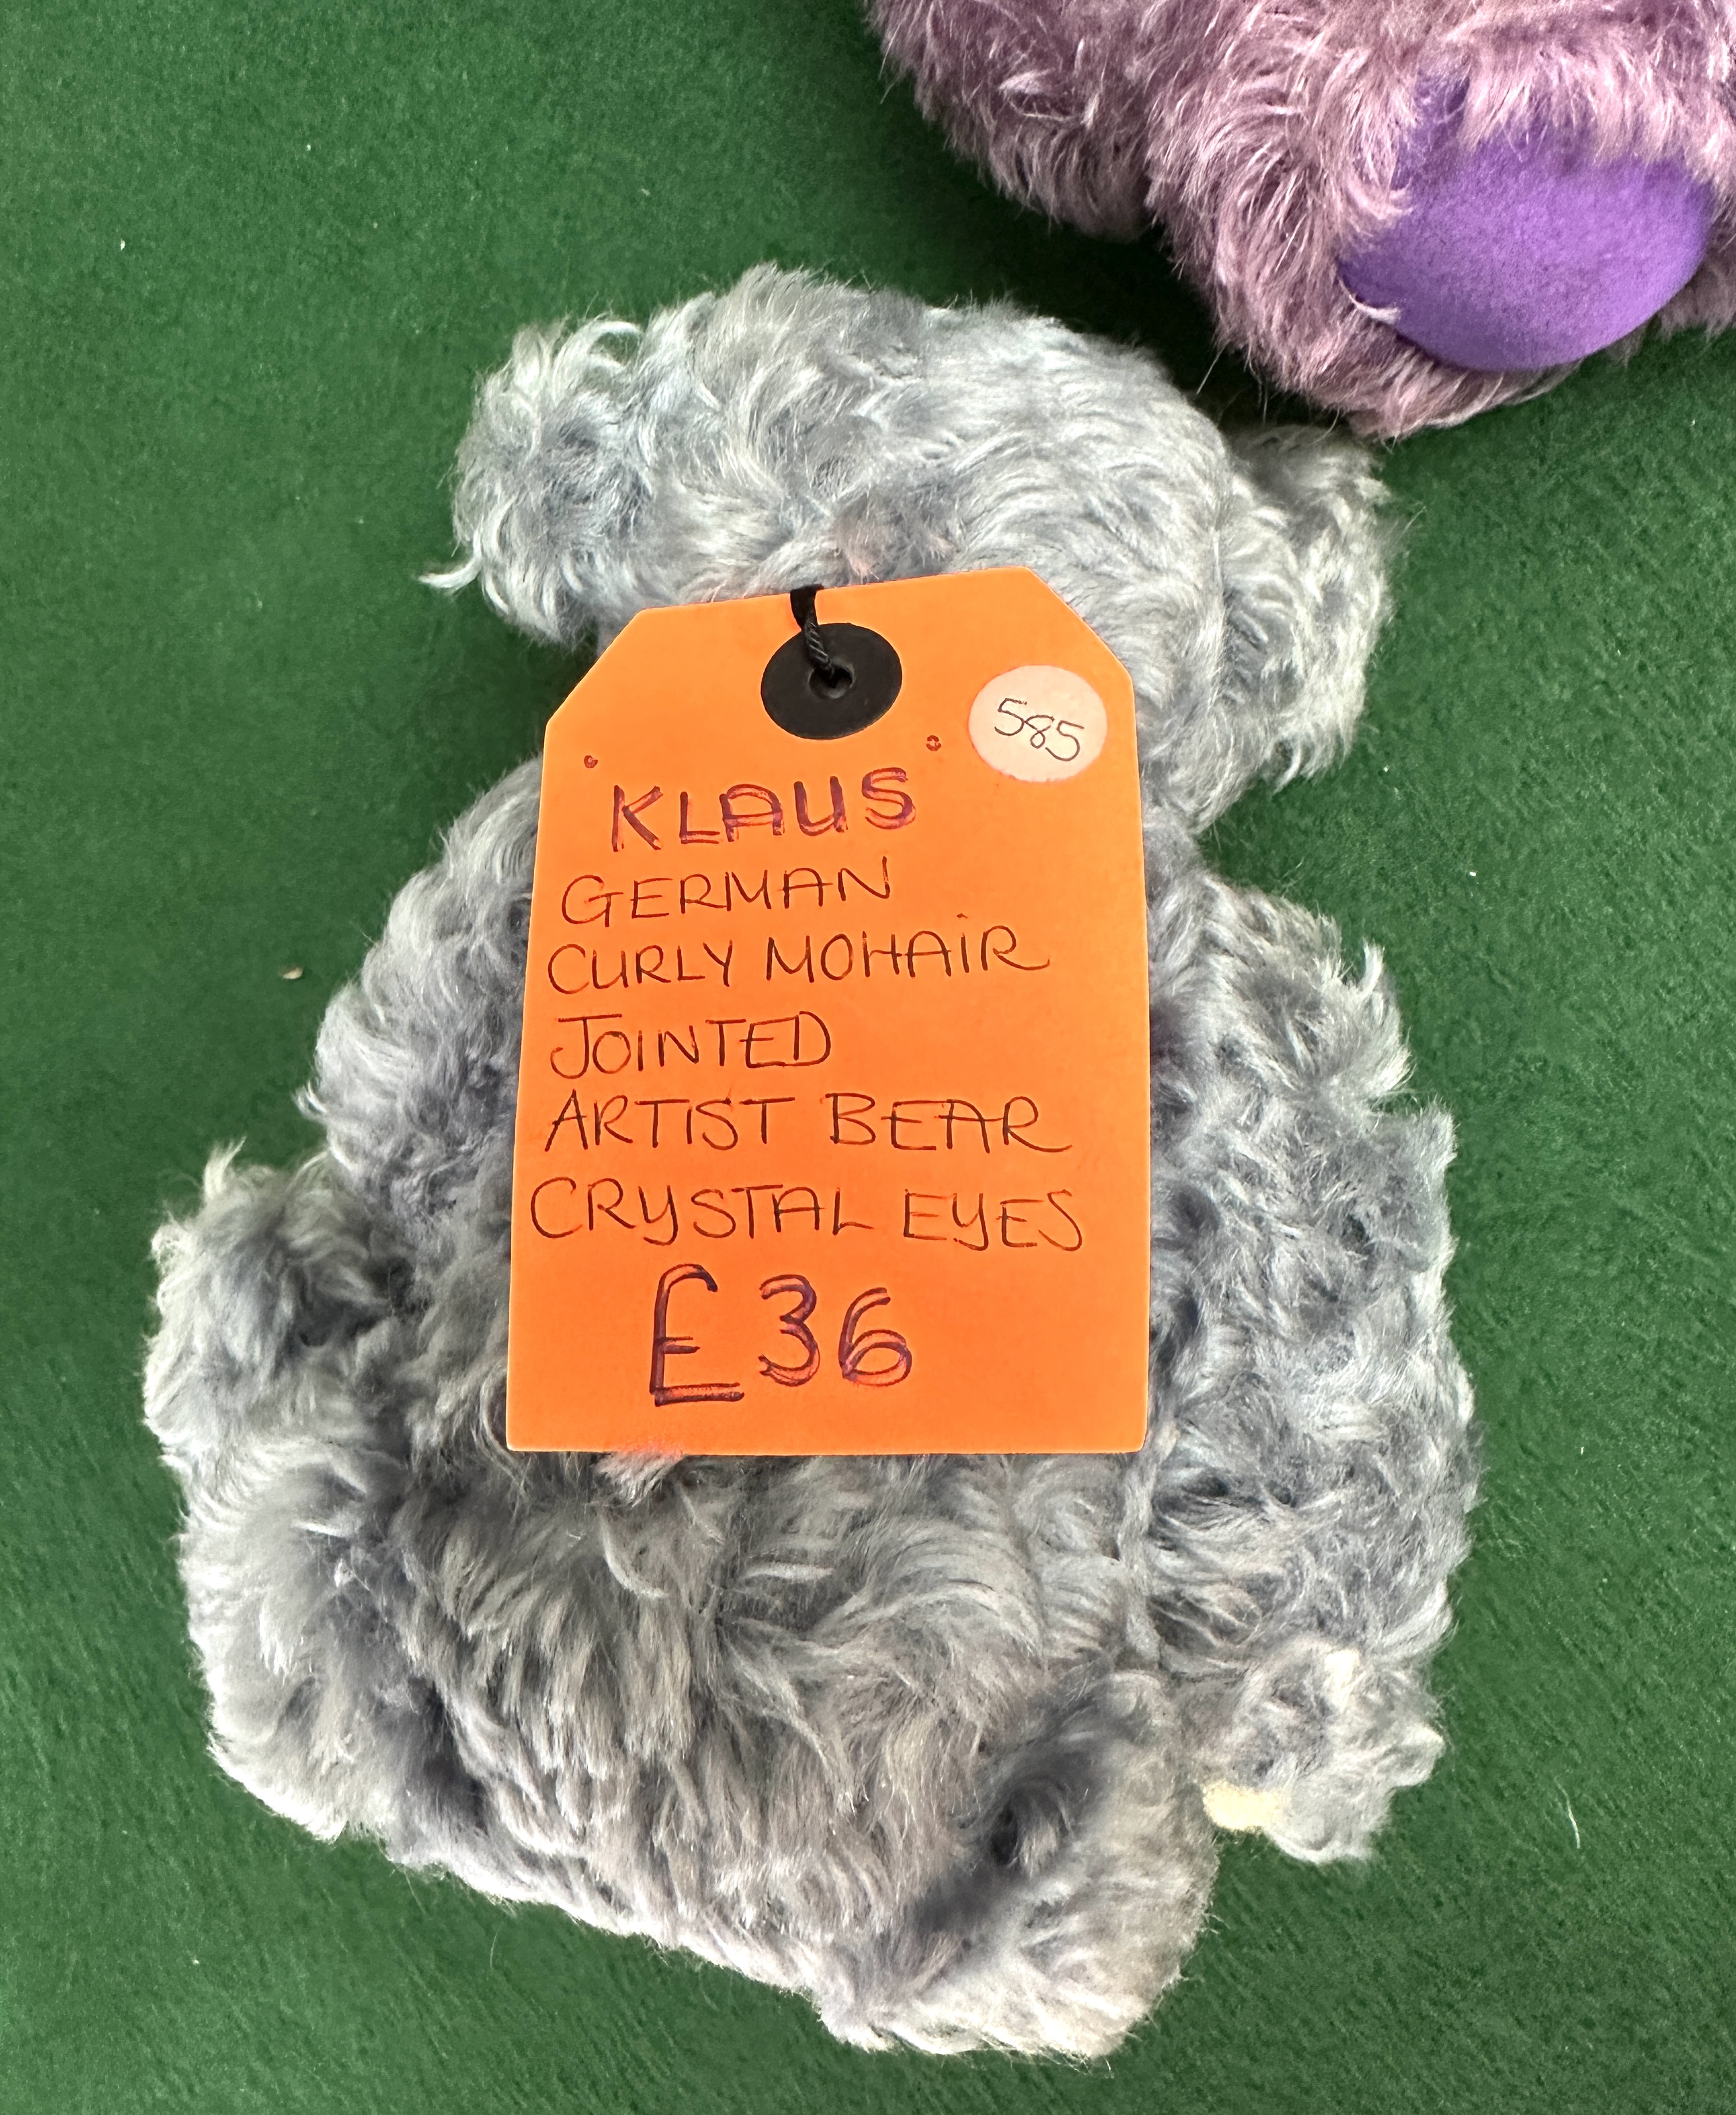 585
KLAUS
GERMAN
CURLY MOHAIR
JOINTED
ARTIST BEAR
CRYSTAL EYES
£36